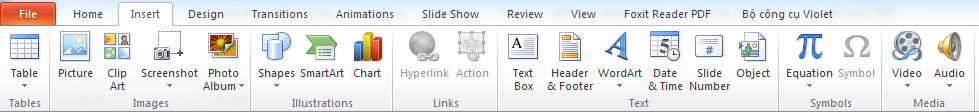 File Home Insert Design Transitions Animations Slide Show Review View Foxit Reader PDF Bộ công cụ Violet
Table Picture Clip Art Screenshot Photo Album Shapes SmartArt Chart Hyperlink Action Text Box Header & Footer WordArt Date & Time Slide Number Object Equation Symbol Video Audio
Tables Images Illustrations Links Text Symbols Media